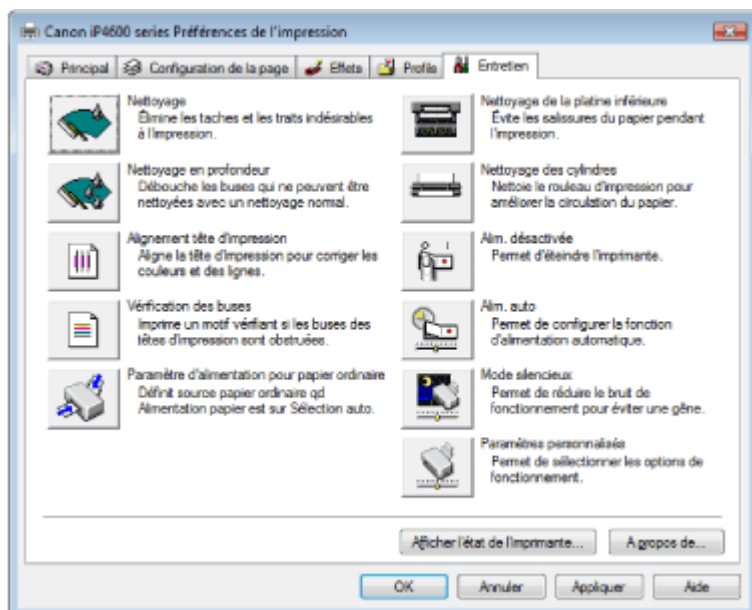 Canon iP4600 series Préférences de l'impression
Principal Configuration de la page Effets Profils Entretien
Nettoyage
Élimine les taches et les traits indésirables
à l'impression.
Nettoyage en profondeur
Débouche les buses qui ne peuvent être
nettoyées avec un nettoyage normal.
Alignement tête d'impression
Aligne la tête d'impression pour corriger les
couleurs et des lignes.
Vérification des buses
Imprime un motif vérifiant si les buses des
têtes d'impression sont obstruées.
Paramètre d'alimentation pour papier ordinaire
Définit source papier ordinaire qd
Alimentation papier est sur Sélection auto.
Nettoyage de la platine inférieure
Évite les salissures du papier pendant
l'impression.
Nettoyage des cylindres
Nettoie le rouleau d'impression pour
améliorer la circulation du papier.
Alim. désactivée
Permet d'éteindre l'imprimante.
Alim. auto
Permet de configurer la fonction
d'alimentation automatique.
Mode silencieux
Permet de réduire le bruit de
fonctionnement pour éviter une gêne.
Paramètres personnalisés
Permet de sélectionner les options de
fonctionnement.
Afficher l'état de l'imprimante... A propos de...
OK Annuler Appliquer Aide